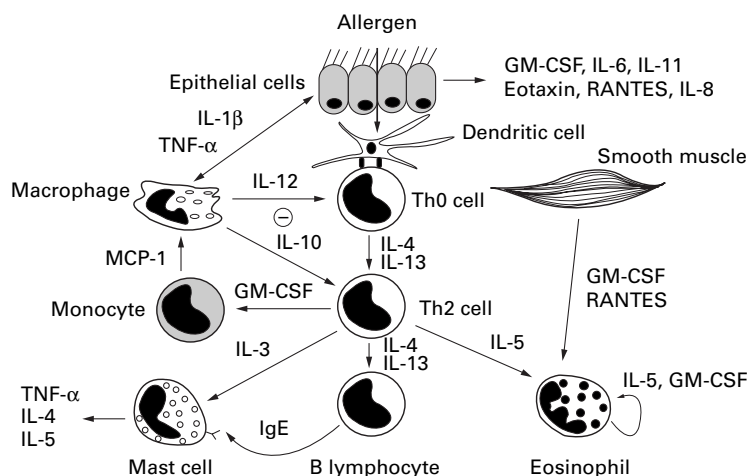 Allergen
Epithelial cells
GM-CSF, IL-6, IL-11
Eotaxin, RANTES, IL-8
IL-1β
TNF-α
Dendritic cell
Smooth muscle
Macrophage
IL-12
Th0 cell
−
IL-10
IL-4
IL-13
MCP-1
GM-CSF
RANTES
Monocyte
GM-CSF
Th2 cell
IL-3
IL-4
IL-13
IL-5
IL-5, GM-CSF
TNF-α
IL-4
IL-5
IgE
Mast cell
B lymphocyte
Eosinophil